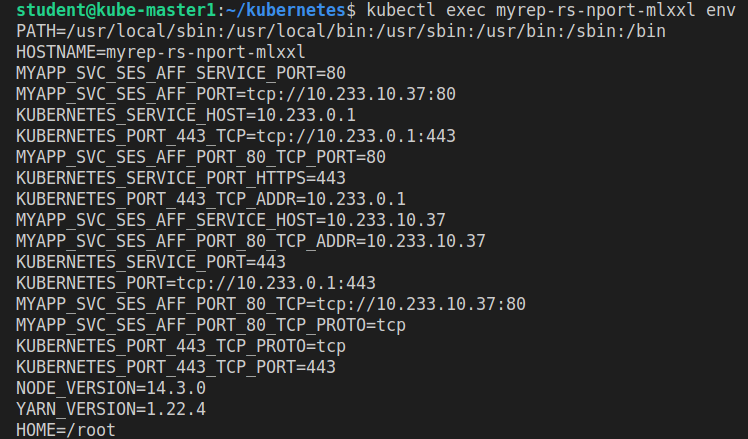 student@kube-master1:~/kubernetes$ kubectl exec myrep-rs-nport-mlxxl env
PATH=/usr/local/sbin:/usr/local/bin:/usr/sbin:/usr/bin:/sbin:/bin
HOSTNAME=myrep-rs-nport-mlxxl
MYAPP_SVC_SES_AFF_SERVICE_PORT=80
MYAPP_SVC_SES_AFF_PORT=tcp://10.233.10.37:80
KUBERNETES_SERVICE_HOST=10.233.0.1
KUBERNETES_PORT_443_TCP=tcp://10.233.0.1:443
MYAPP_SVC_SES_AFF_PORT_80_TCP_PORT=80
KUBERNETES_SERVICE_PORT_HTTPS=443
KUBERNETES_PORT_443_TCP_ADDR=10.233.0.1
MYAPP_SVC_SES_AFF_SERVICE_HOST=10.233.10.37
MYAPP_SVC_SES_AFF_PORT_80_TCP_ADDR=10.233.10.37
KUBERNETES_SERVICE_PORT=443
KUBERNETES_PORT=tcp://10.233.0.1:443
MYAPP_SVC_SES_AFF_PORT_80_TCP=tcp://10.233.10.37:80
MYAPP_SVC_SES_AFF_PORT_80_TCP_PROTO=tcp
KUBERNETES_PORT_443_TCP_PROTO=tcp
KUBERNETES_PORT_443_TCP_PORT=443
NODE_VERSION=14.3.0
YARN_VERSION=1.22.4
HOME=/root